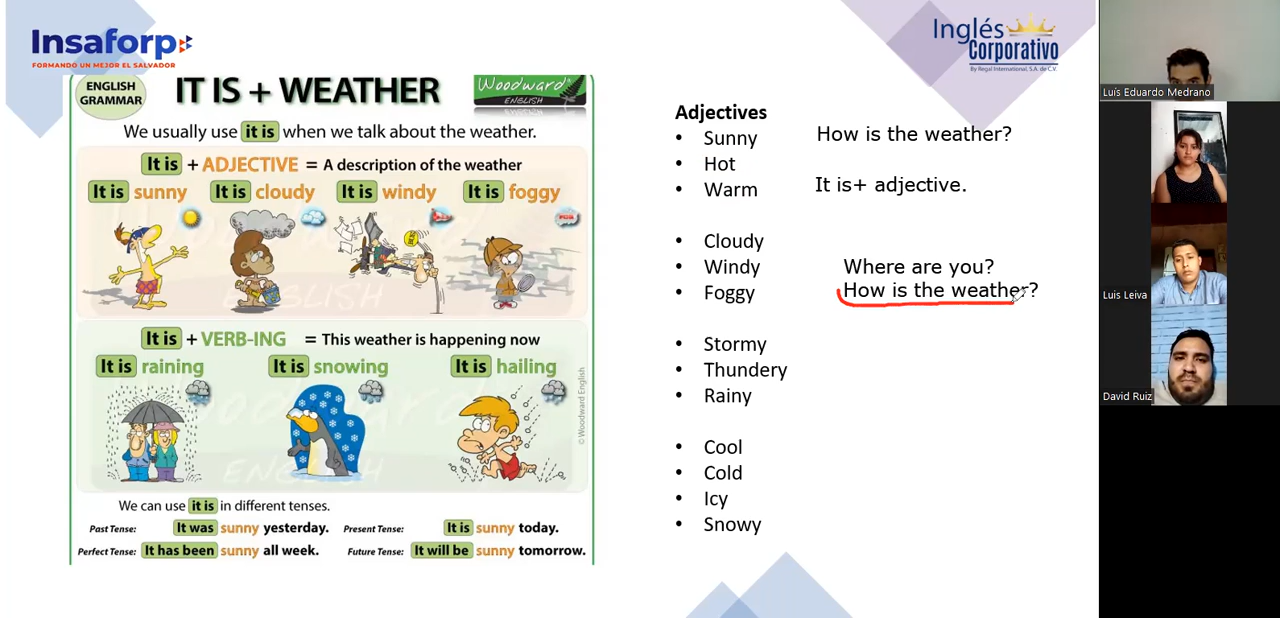 Insaforp
FORMANDO UN MEJOR EL SALVADOR
Inglés
Corporativo
By Regal International, S.A. de C.V.
ENGLISH
GRAMMAR
IT IS + WEATHER
Woodward®
ENGLISH
We usually use it is when we talk about the weather.
It is + ADJECTIVE = A description of the weather
It is sunny It is cloudy It is windy It is foggy
It is + VERB-ING = This weather is happening now
It is raining It is snowing It is hailing
© Woodward English
We can use it is in different tenses.
Past Tense: It was sunny yesterday. Present Tense: It is sunny today.
Perfect Tense: It has been sunny all week. Future Tense: It will be sunny tomorrow.
Adjectives
• Sunny
• Hot
• Warm
• Cloudy
• Windy
• Foggy
• Stormy
• Thundery
• Rainy
• Cool
• Cold
• Icy
• Snowy
How is the weather?
It is+ adjective.
Where are you?
How is the weather?
Luís Eduardo Medrano
Luis Leiva
David Ruiz